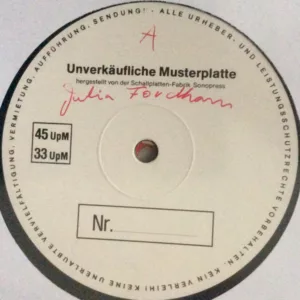 A
Unverkäufliche Musterplatte
hergestellt von der Schallplatten-Fabrik Sonopress
Julia Fordham
45 UpM
33 UpM
Nr.
ALLE URHEBER- UND LEISTUNGSSCHUTZRECHTE VORBEHALTEN. KEIN VERLEIH! KEINE UNERLAUBTE VERVIELFÄLTIGUNG, VERMIETUNG, AUFFÜHRUNG, SENDUNG! -